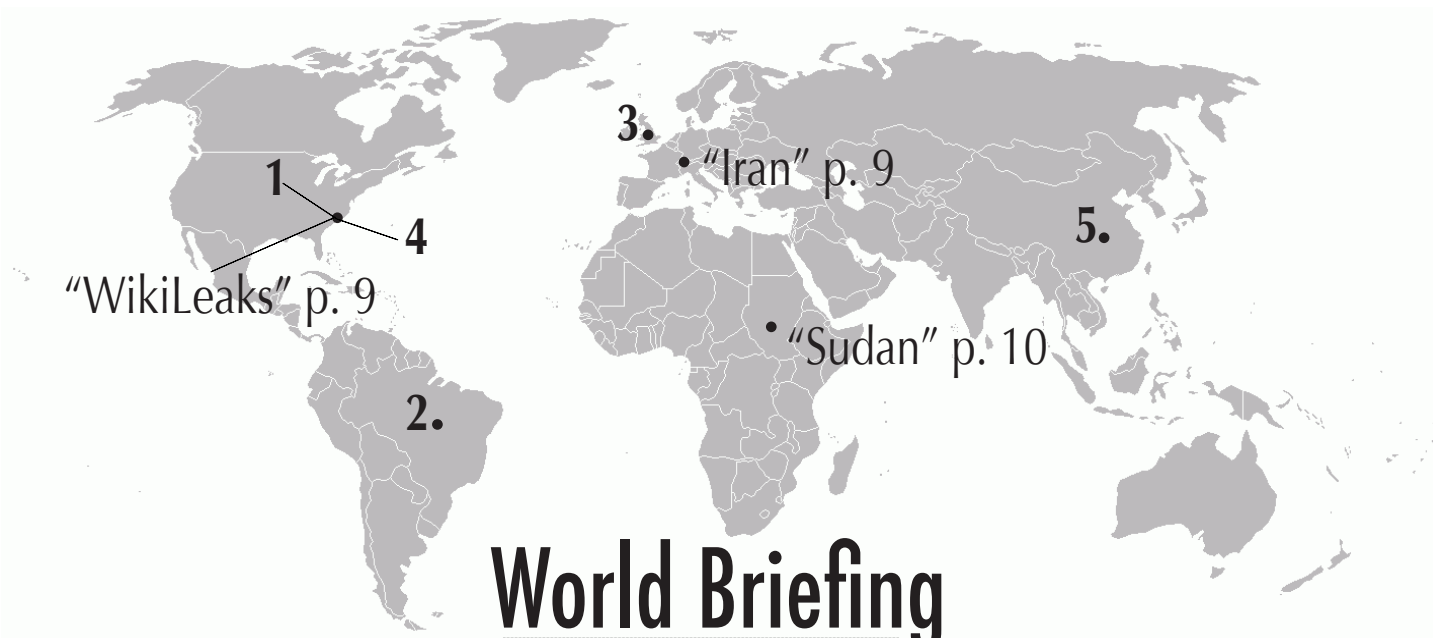 3.
“Iran” p. 9
1
5.
4
“WikiLeaks” p. 9
“Sudan” p. 10
2.
World Briefing